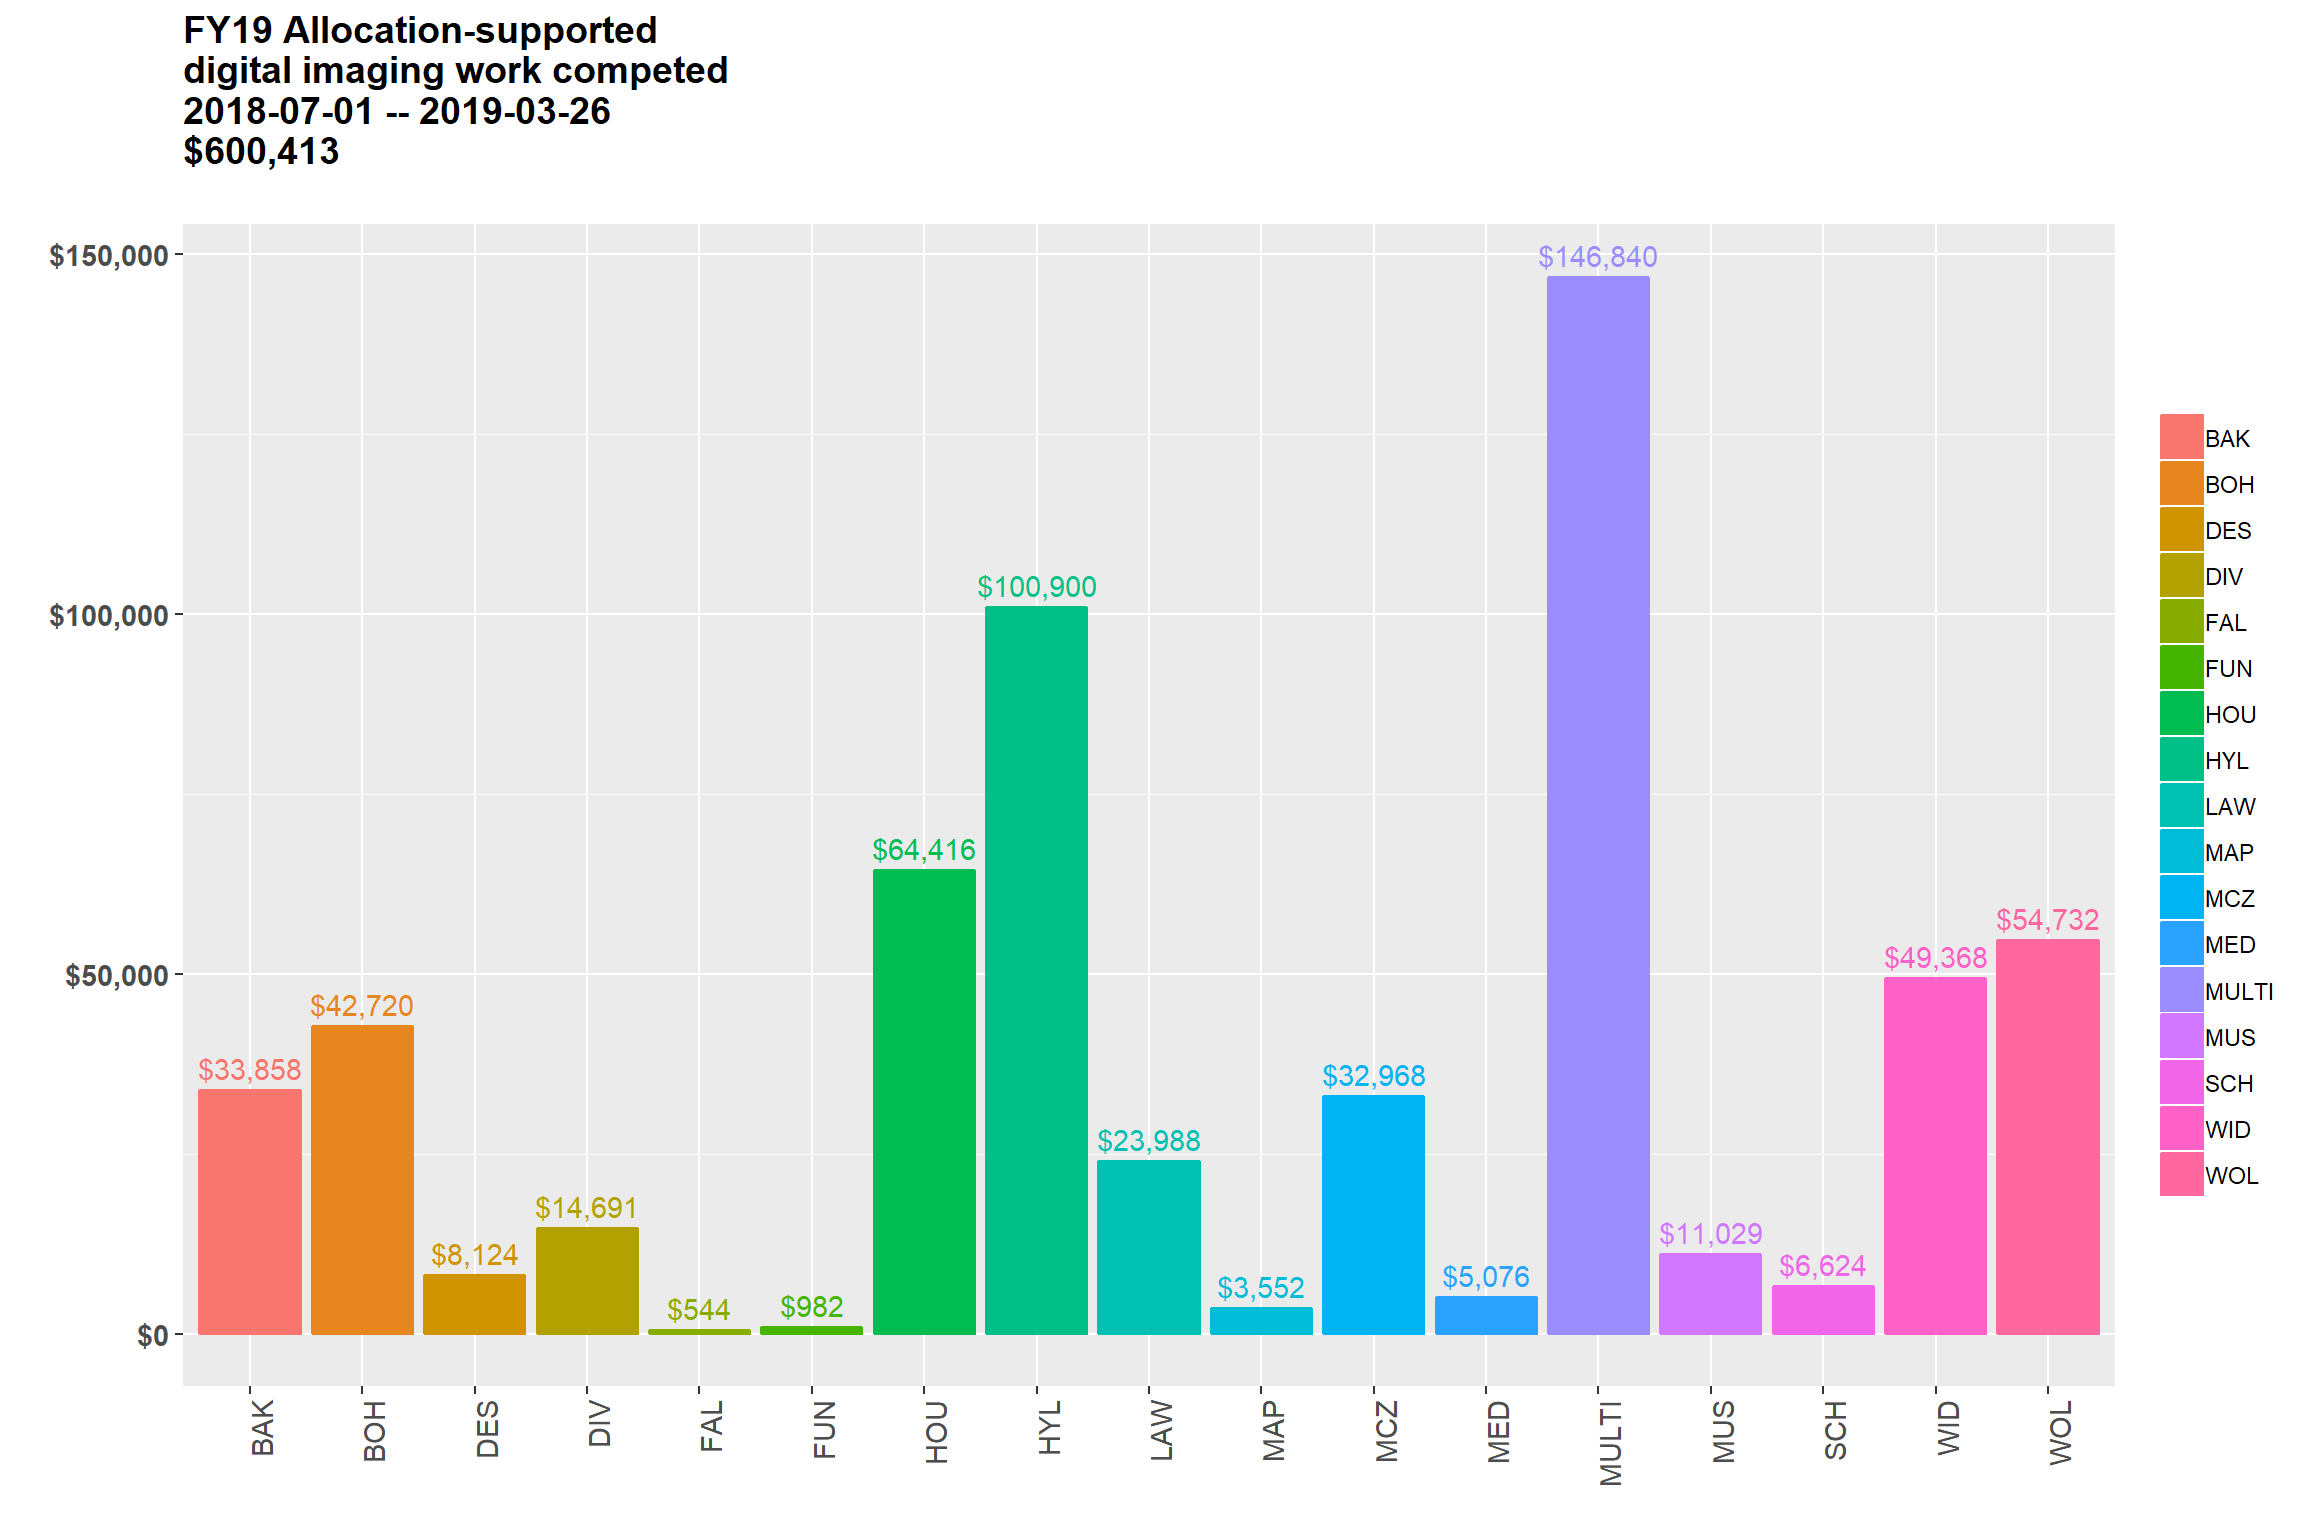 FY19 Allocation-supported
digital imaging work competed
2018-07-01 -- 2019-03-26
$600,413
$150,000
$100,000
$50,000
$0
$33,858
$42,720
$8,124
$14,691
$544
$982
$64,416
$100,900
$23,988
$3,552
$32,968
$5,076
$146,840
$11,029
$6,624
$49,368
$54,732
BAK
BOH
DES
DIV
FAL
FUN
HOU
HYL
LAW
MAP
MCZ
MED
MULTI
MUS
SCH
WID
WOL
BAK
BOH
DES
DIV
FAL
FUN
HOU
HYL
LAW
MAP
MCZ
MED
MULTI
MUS
SCH
WID
WOL